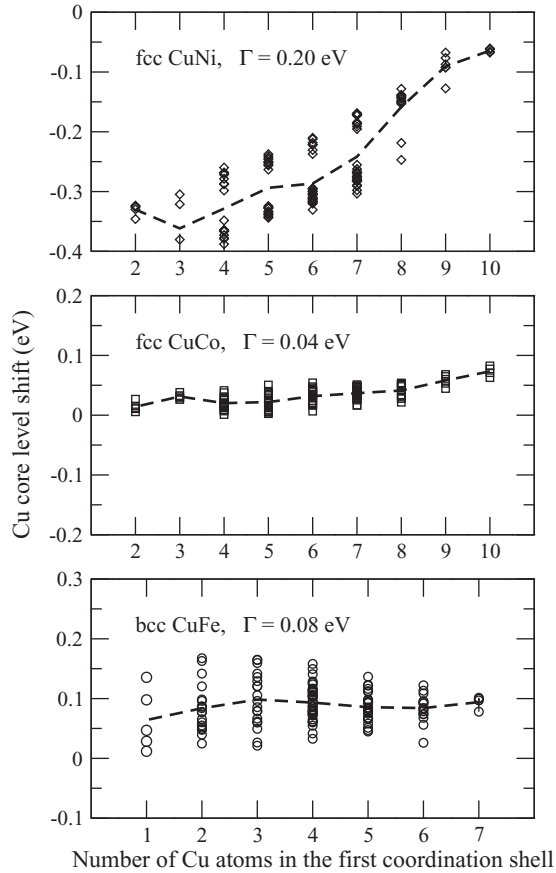 0
-0.1
-0.2
-0.3
-0.4
fcc CuNi, Γ = 0.20 eV
2 3 4 5 6 7 8 9 10
0.2
0.1
0
0.1
-0.2
fcc CuCo, Γ = 0.04 eV
2 3 4 5 6 7 8 9 10
Cu core level shift (eV)
0.3
0.2
0.1
0
-0.1
bcc CuFe, Γ = 0.08 eV
1 2 3 4 5 6 7
Number of Cu atoms in the first coordination shell